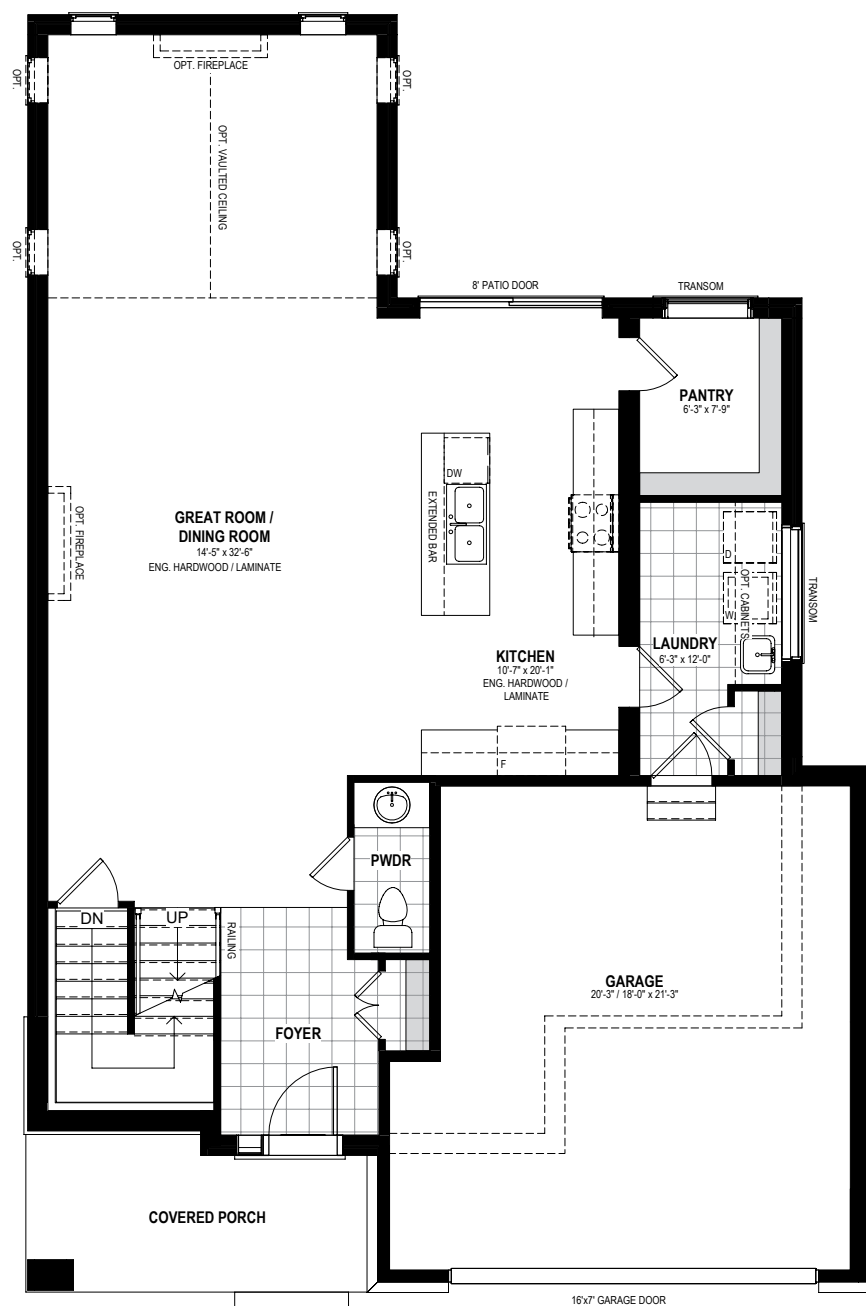 OPT. FIREPLACE
OPT.
OPT.
OPT. VAULTED CEILING
OPT.
OPT.
8' PATIO DOOR
TRANSOM
PANTRY
6'-3" x 7'-9"
DW
EXTENDED BAR
OPT. FIREPLACE
GREAT ROOM /
DINING ROOM
14'-5" x 32'-6"
ENG. HARDWOOD / LAMINATE
D
OPT. CABINETS
W
TRANSOM
LAUNDRY
6'-3" x 12'-0"
KITCHEN
10'-7" x 20'-1"
ENG. HARDWOOD /
LAMINATE
F
PWDR
DN
UP
RAILING
GARAGE
20'-3" / 18'-0" x 21'-3"
FOYER
COVERED PORCH
16'x7' GARAGE DOOR